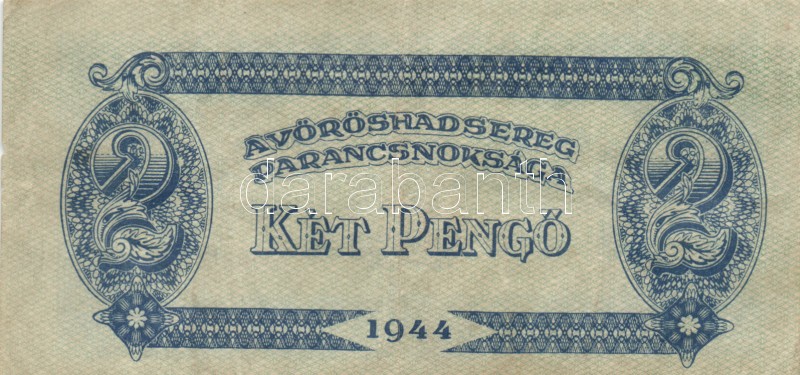 A VÖRÖSHADSEREG
PARANCSNOKSÁGA
darabanth
KÉT PENGŐ
2
2
1944